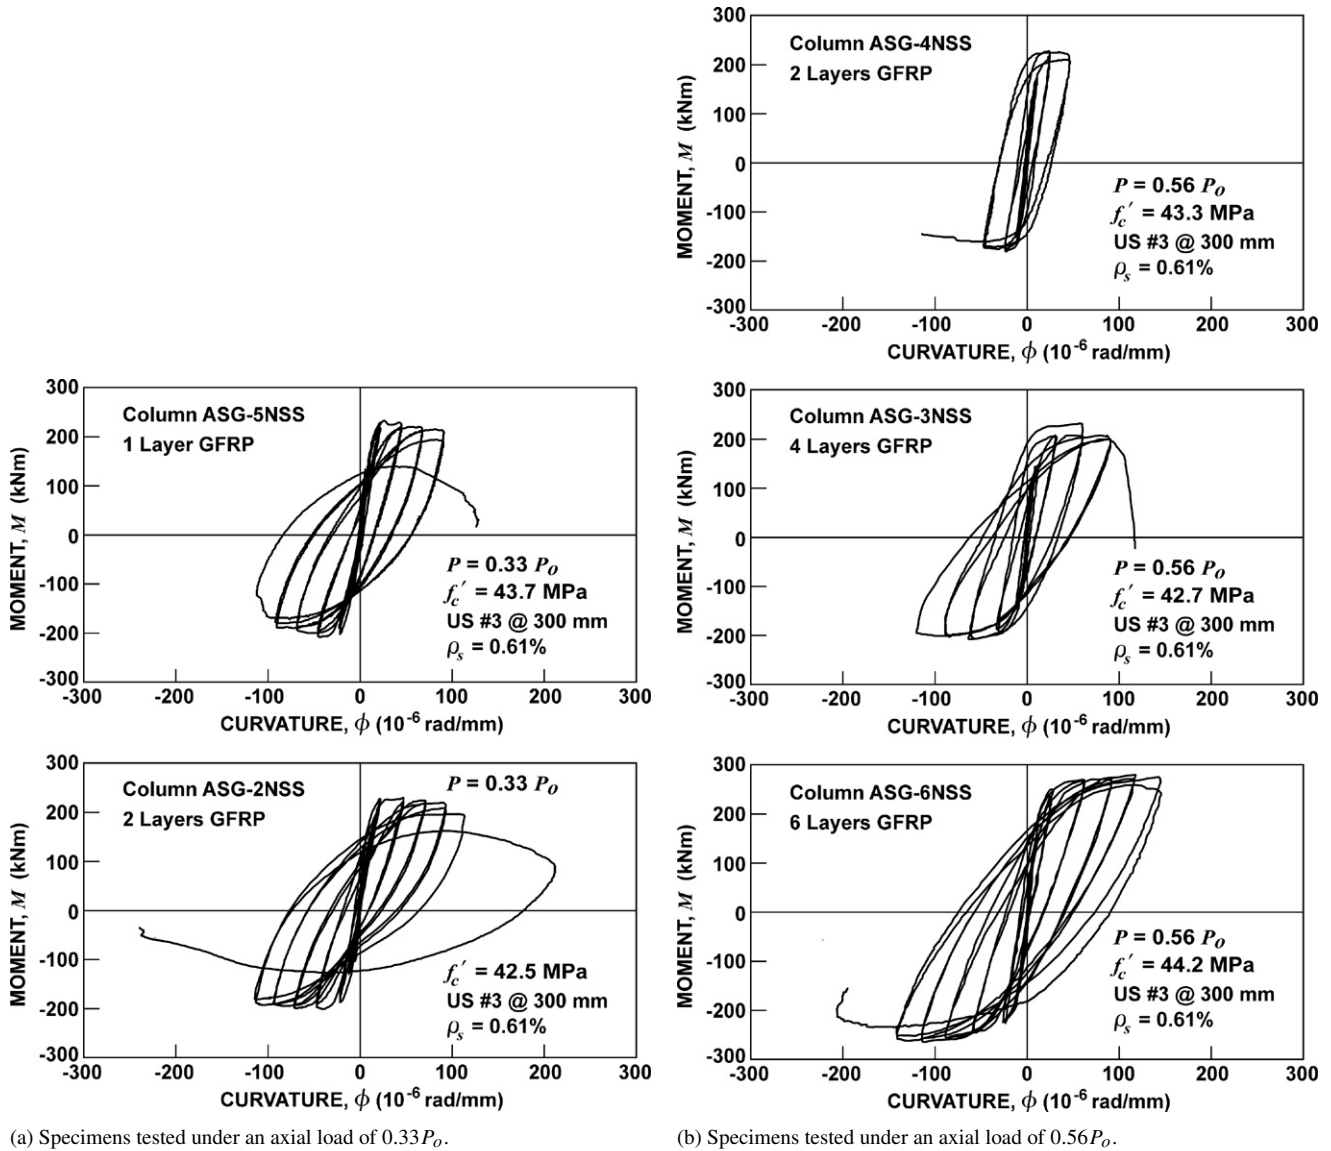 300
200
100
0
-100
-200
-300
MOMENT, M (kNm)
Column ASG-4NSS
2 Layers GFRP
P = 0.56 Po
fc′ = 43.3 MPa
US #3 @ 300 mm
ρs = 0.61%
-300 -200 -100 0 100 200 300
CURVATURE, ϕ (10-6 rad/mm)
300
200
100
0
-100
-200
-300
MOMENT, M (kNm)
Column ASG-5NSS
1 Layer GFRP
P = 0.33 Po
fc′ = 43.7 MPa
US #3 @ 300 mm
ρs = 0.61%
-300 -200 -100 0 100 200 300
CURVATURE, ϕ (10-6 rad/mm)
300
200
100
0
-100
-200
-300
MOMENT, M (kNm)
Column ASG-3NSS
4 Layers GFRP
P = 0.56 Po
fc′ = 42.7 MPa
US #3 @ 300 mm
ρs = 0.61%
-300 -200 -100 0 100 200 300
CURVATURE, ϕ (10-6 rad/mm)
300
200
100
0
-100
-200
-300
MOMENT, M (kNm)
Column ASG-2NSS
2 Layers GFRP
P = 0.33 Po
fc′ = 42.5 MPa
US #3 @ 300 mm
ρs = 0.61%
-300 -200 -100 0 100 200 300
CURVATURE, ϕ (10-6 rad/mm)
300
200
100
0
-100
-200
-300
MOMENT, M (kNm)
Column ASG-6NSS
6 Layers GFRP
P = 0.56 Po
fc′ = 44.2 MPa
US #3 @ 300 mm
ρs = 0.61%
-300 -200 -100 0 100 200 300
CURVATURE, ϕ (10-6 rad/mm)
(a) Specimens tested under an axial load of 0.33Po.
(b) Specimens tested under an axial load of 0.56Po.